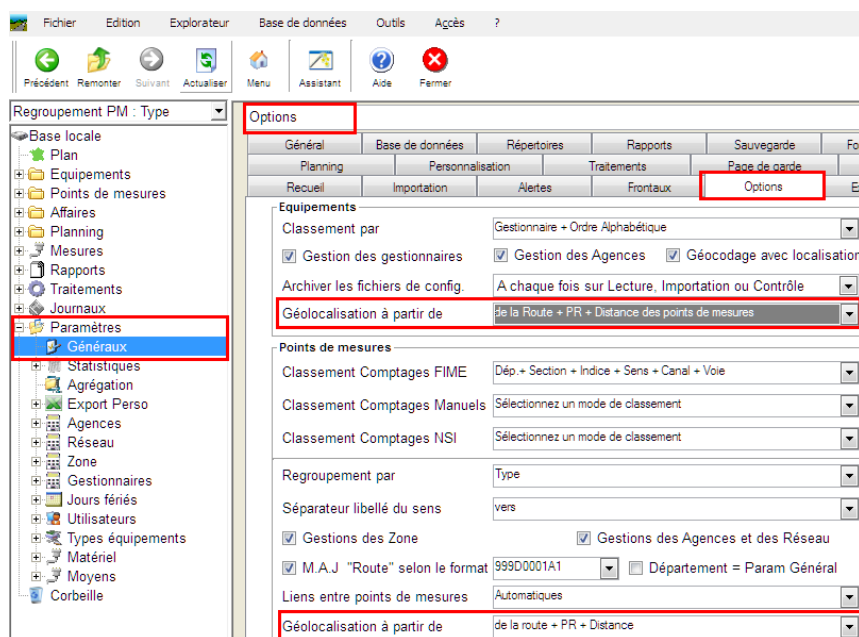 Fichier Edition Explorateur Base de données Outils Accès ?
Précédent Remonter Suivant Actualiser Menu Assistant Aide Fermer
Regroupement PM : Type
Base locale
Plan
Equipements
Points de mesures
Affaires
Planning
Mesures
Rapports
Traitements
Journaux
Paramètres
Généraux
Statistiques
Agrégation
Export Perso
Agences
Réseau
Zone
Gestionnaires
Jours fériés
Utilisateurs
Types équipements
Matériel
Moyens
Corbeille
Options
Général Base de données Répertoires Rapports Sauvegarde Fo
Planning Personnalisation Traitements Page de garde
Recueil Importation Alertes Frontaux Options E
Equipements
Classement par Gestionnaire + Ordre Alphabétique
Gestion des gestionnaires Gestion des Agences Géocodage avec localisation
Archiver les fichiers de config. A chaque fois sur Lecture, Importation ou Contrôle
Géolocalisation à partir de de la Route + PR + Distance des points de mesures
Points de mesures
Classement Comptages FIME Dép.+ Section + Indice + Sens + Canal + Voie
Classement Comptages Manuels Sélectionnez un mode de classement
Classement Comptages NSI Sélectionnez un mode de classement
Regroupement par Type
Séparateur libellé du sens vers
Gestions des Zone Gestions des Agences et des Réseau
M.A.J "Route" selon le format 999D0001A1 Département = Param Général
Liens entre points de mesures Automatiques
Géolocalisation à partir de de la route + PR + Distance